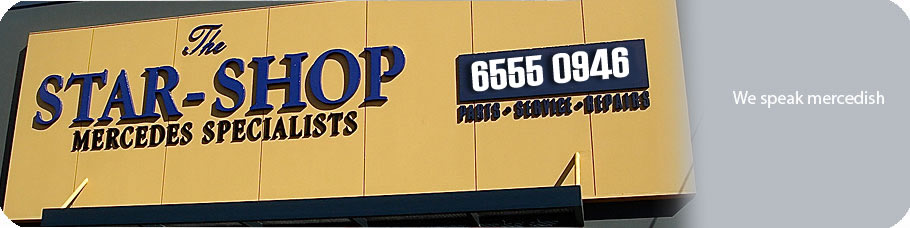 The
STAR-SHOP
MERCEDES SPECIALISTS
6555 0946
PARTS - SERVICE - REPAIRS
We speak mercedish